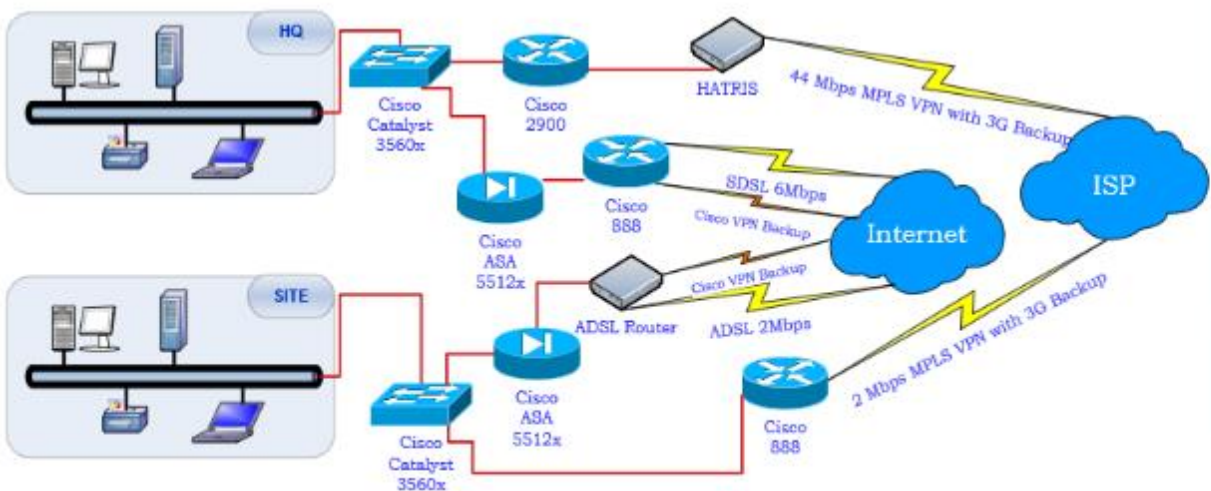 HQ
Cisco
Catalyst
3560x
Cisco
2900
HATRIS
44 Mbps MPLS VPN with 3G Backup
ISP
Cisco
ASA
5512x
Cisco
888
SDSL 6Mbps
Cisco VPN Backup
Internet
SITE
Cisco
Catalyst
3560x
Cisco
ASA
5512x
ADSL Router
Cisco VPN Backup
ADSL 2Mbps
Cisco
888
2 Mbps MPLS VPN with 3G Backup